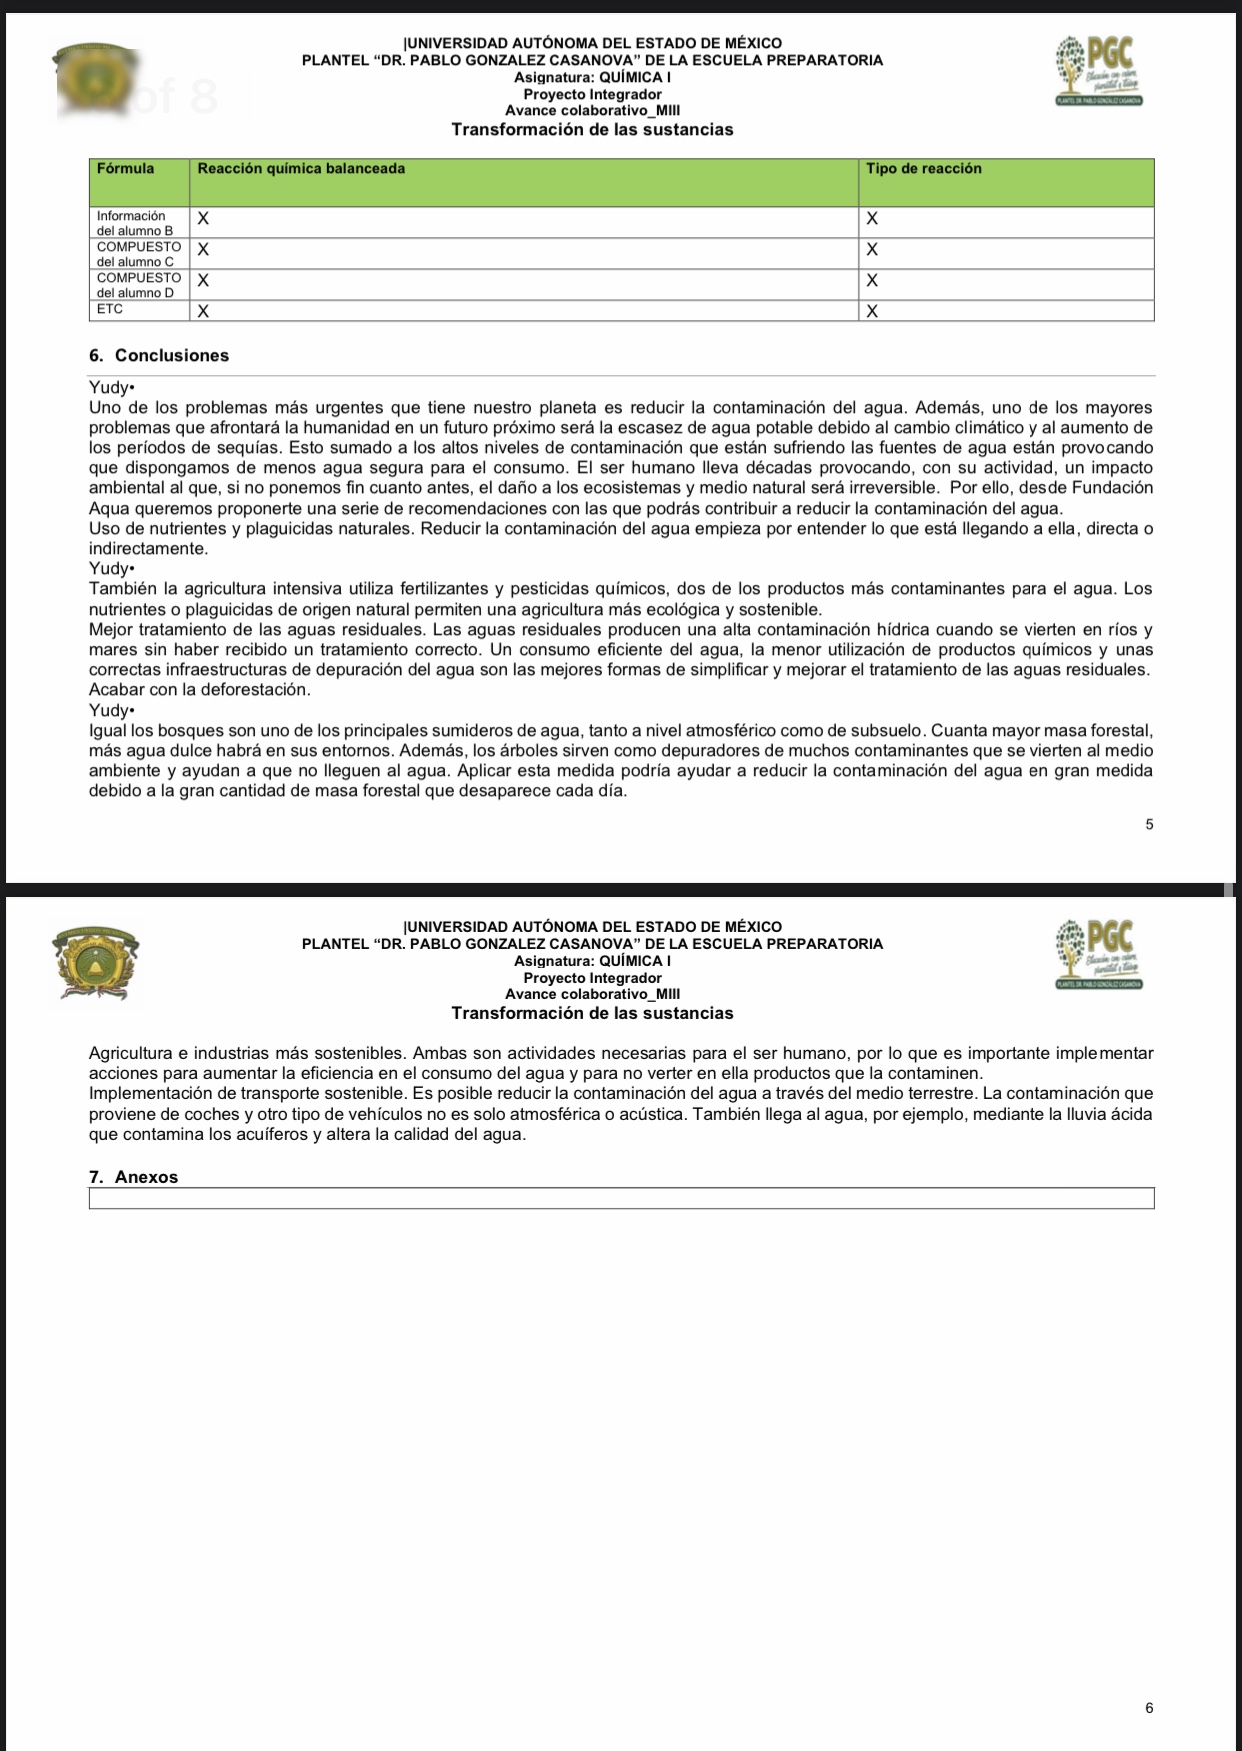 |UNIVERSIDAD AUTÓNOMA DEL ESTADO DE MÉXICO
PLANTEL “DR. PABLO GONZALEZ CASANOVA” DE LA ESCUELA PREPARATORIA
Asignatura: QUÍMICA I
Proyecto Integrador
Avance colaborativo_MIII
Transformación de las sustancias
of 8
PGC
Educación con valores,
pluralidad y trabajo
PLANTEL DR. PABLO GONZÁLEZ CASANOVA
Fórmula Reacción química balanceada Tipo de reacción
Información
del alumno B X X
COMPUESTO
del alumno C X X
COMPUESTO
del alumno D X X
ETC X X
6. Conclusiones
Yudy•
Uno de los problemas más urgentes que tiene nuestro planeta es reducir la contaminación del agua. Además, uno de los mayores
problemas que afrontará la humanidad en un futuro próximo será la escasez de agua potable debido al cambio climático y al aumento de
los períodos de sequías. Esto sumado a los altos niveles de contaminación que están sufriendo las fuentes de agua están provocando
que dispongamos de menos agua segura para el consumo. El ser humano lleva décadas provocando, con su actividad, un impacto
ambiental al que, si no ponemos fin cuanto antes, el daño a los ecosistemas y medio natural será irreversible. Por ello, desde Fundación
Aqua queremos proponerte una serie de recomendaciones con las que podrás contribuir a reducir la contaminación del agua.
Uso de nutrientes y plaguicidas naturales. Reducir la contaminación del agua empieza por entender lo que está llegando a ella, directa o
indirectamente.
Yudy•
También la agricultura intensiva utiliza fertilizantes y pesticidas químicos, dos de los productos más contaminantes para el agua. Los
nutrientes o plaguicidas de origen natural permiten una agricultura más ecológica y sostenible.
Mejor tratamiento de las aguas residuales. Las aguas residuales producen una alta contaminación hídrica cuando se vierten en ríos y
mares sin haber recibido un tratamiento correcto. Un consumo eficiente del agua, la menor utilización de productos químicos y unas
correctas infraestructuras de depuración del agua son las mejores formas de simplificar y mejorar el tratamiento de las aguas residuales.
Acabar con la deforestación.
Yudy•
Igual los bosques son uno de los principales sumideros de agua, tanto a nivel atmosférico como de subsuelo. Cuanta mayor masa forestal,
más agua dulce habrá en sus entornos. Además, los árboles sirven como depuradores de muchos contaminantes que se vierten al medio
ambiente y ayudan a que no lleguen al agua. Aplicar esta medida podría ayudar a reducir la contaminación del agua en gran medida
debido a la gran cantidad de masa forestal que desaparece cada día.
5
|UNIVERSIDAD AUTÓNOMA DEL ESTADO DE MÉXICO
PLANTEL “DR. PABLO GONZALEZ CASANOVA” DE LA ESCUELA PREPARATORIA
Asignatura: QUÍMICA I
Proyecto Integrador
Avance colaborativo_MIII
Transformación de las sustancias
PGC
Educación con valores,
pluralidad y trabajo
PLANTEL DR. PABLO GONZÁLEZ CASANOVA
Agricultura e industrias más sostenibles. Ambas son actividades necesarias para el ser humano, por lo que es importante implementar
acciones para aumentar la eficiencia en el consumo del agua y para no verter en ella productos que la contaminen.
Implementación de transporte sostenible. Es posible reducir la contaminación del agua a través del medio terrestre. La contaminación que
proviene de coches y otro tipo de vehículos no es solo atmosférica o acústica. También llega al agua, por ejemplo, mediante la lluvia ácida
que contamina los acuíferos y altera la calidad del agua.
7. Anexos
6